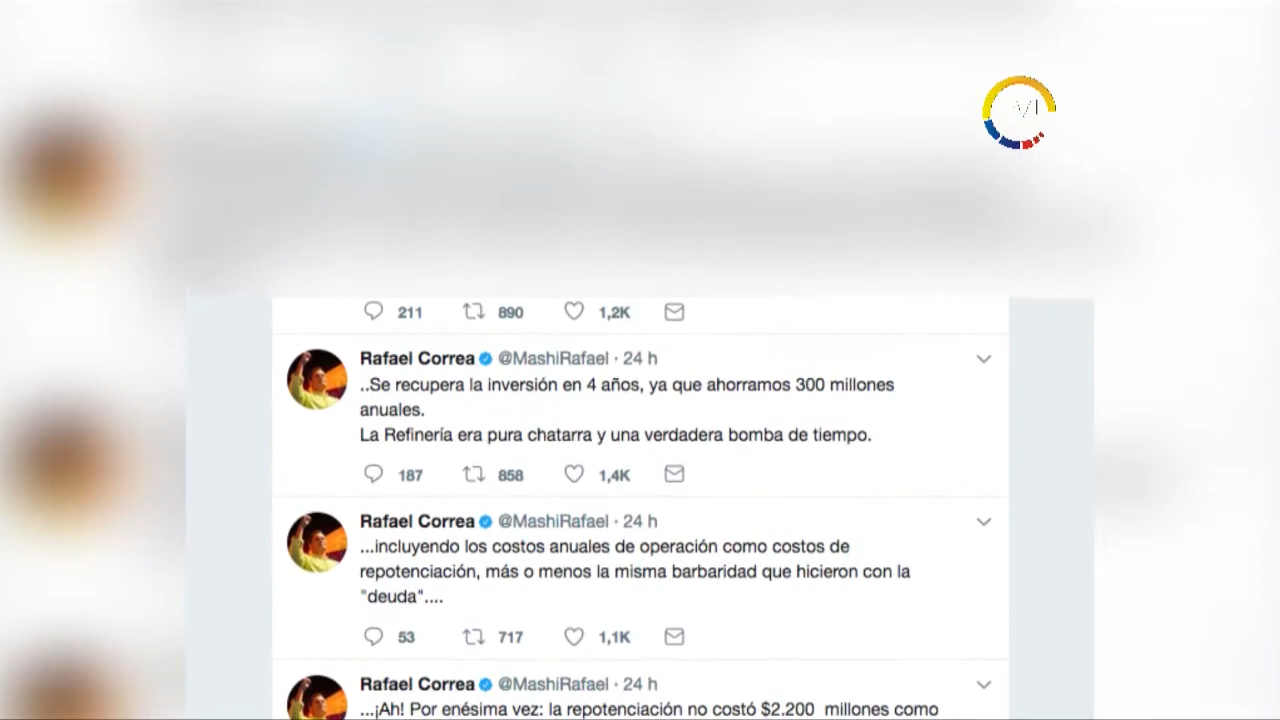 211 890 1,2K
Rafael Correa @MashiRafael · 24 h
..Se recupera la inversión en 4 años, ya que ahorramos 300 millones
anuales.
La Refinería era pura chatarra y una verdadera bomba de tiempo.
187 858 1,4K
Rafael Correa @MashiRafael · 24 h
...incluyendo los costos anuales de operación como costos de
repotenciación, más o menos la misma barbaridad que hicieron con la
"deuda"....
53 717 1,1K
Rafael Correa @MashiRafael · 24 h
...¡Ah! Por enésima vez: la repotenciación no costó $2.200 millones como